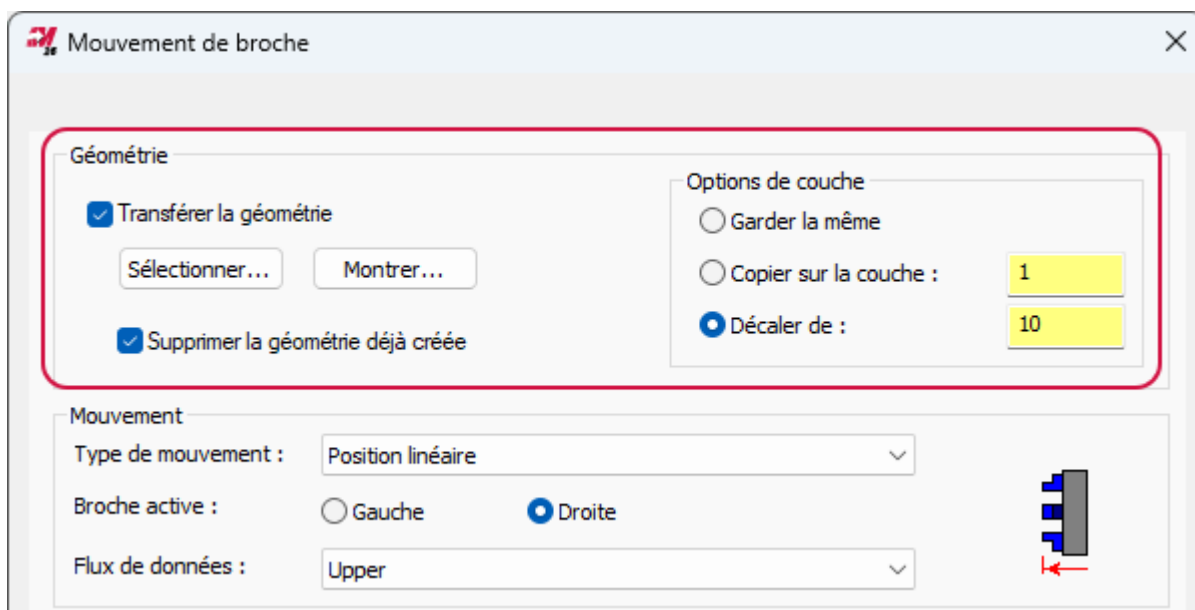 Mouvement de broche
Géométrie
Transférer la géométrie
Sélectionner...
Montrer...
Supprimer la géométrie déjà créée
Options de couche
Garder la même
Copier sur la couche :
1
Décaler de :
10
Mouvement
Type de mouvement :
Position linéaire
Broche active :
Gauche
Droite
Flux de données :
Upper